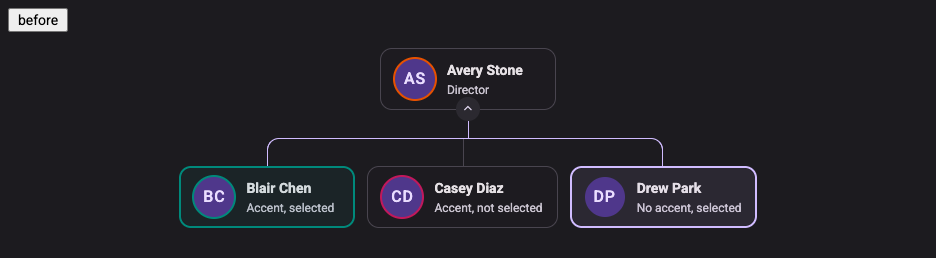 before
AS
Avery Stone
Director
BC
Blair Chen
Accent, selected
CD
Casey Diaz
Accent, not selected
DP
Drew Park
No accent, selected